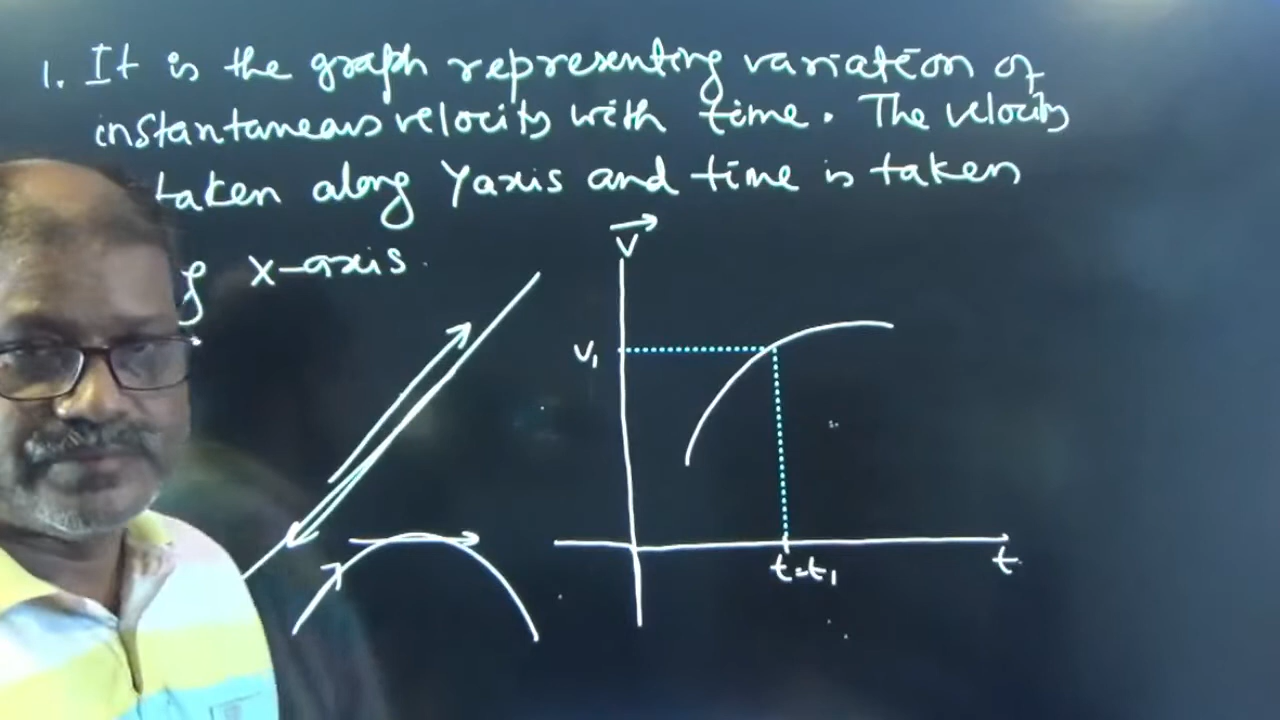 1. It is the graph representing variation of
instantaneous velocity with time. The velocity
taken along Y axis and time is taken
g X-axis.
V
V₁
t=t₁
t